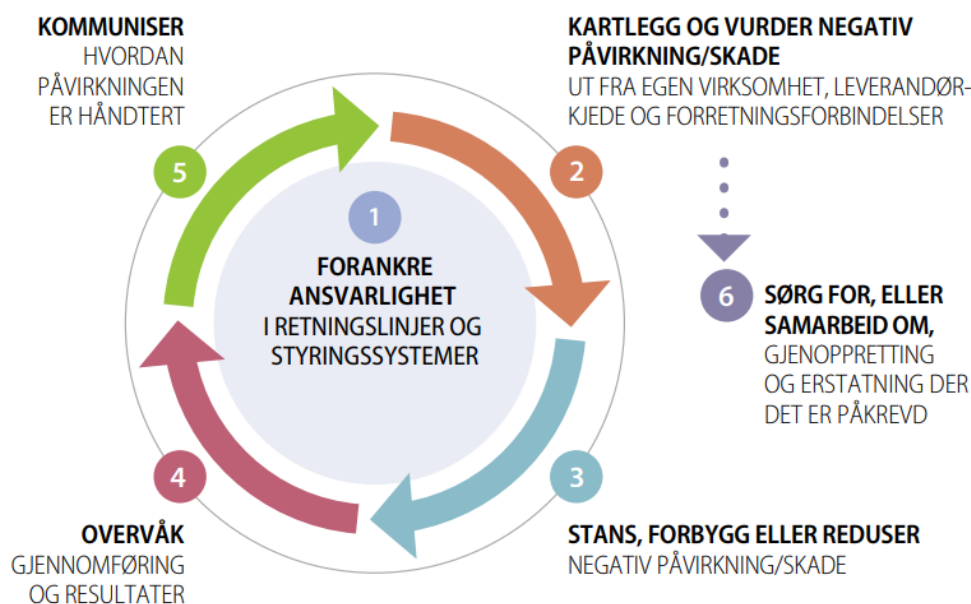 1
FORANKRE
ANSVARLIGHET
I RETNINGSLINJER OG
STYRINGSSYSTEMER
2
KARTLEGG OG VURDER NEGATIV
PÅVIRKNING/SKADE
UT FRA EGEN VIRKSOMHET, LEVERANDØR-
KJEDE OG FORRETNINGSFORBINDELSER
3
STANS, FORBYGG ELLER REDUSER
NEGATIV PÅVIRKNING/SKADE
4
OVERVÅK
GJENNOMFØRING
OG RESULTATER
5
KOMMUNISER
HVORDAN
PÅVIRKNINGEN
ER HÅNDTERT
6
SØRG FOR, ELLER
SAMARBEID OM,
GJENOPPRETTING
OG ERSTATNING DER
DET ER PÅKREVD